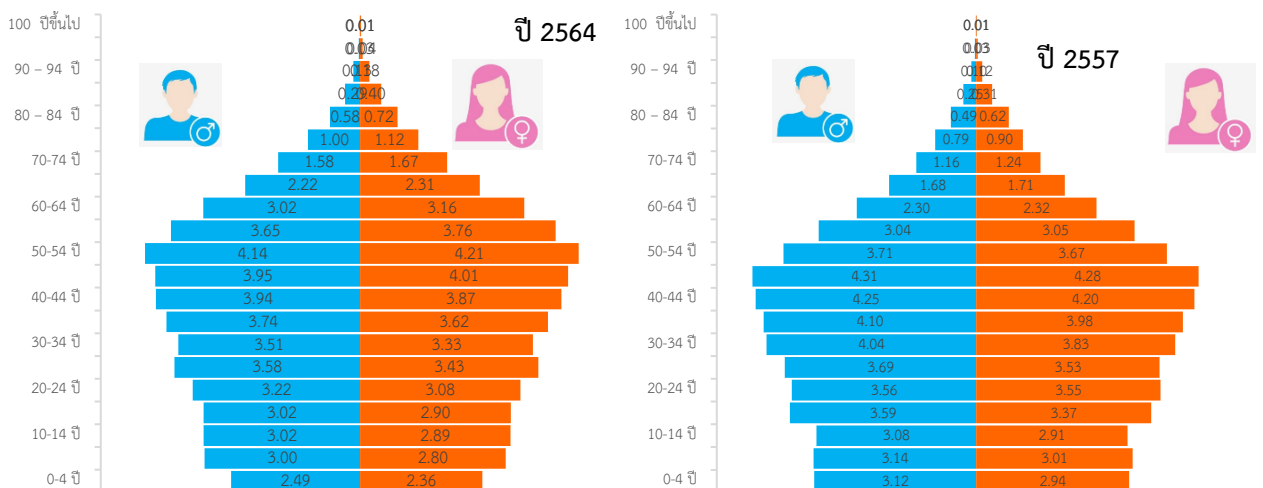 ปี 2564
100 ปีขึ้นไป
0.01
90 – 94 ปี
80 – 84 ปี
0.58 0.72
1.00 1.12
70-74 ปี
1.58 1.67
2.22 2.31
60-64 ปี
3.02 3.16
3.65 3.76
50-54 ปี
4.14 4.21
3.95 4.01
40-44 ปี
3.94 3.87
3.74 3.62
30-34 ปี
3.51 3.33
3.58 3.43
20-24 ปี
3.22 3.08
3.02 2.90
10-14 ปี
3.02 2.89
3.00 2.80
0-4 ปี
2.49 2.36
ปี 2557
100 ปีขึ้นไป
0.01
90 – 94 ปี
80 – 84 ปี
0.49 0.62
0.79 0.90
70-74 ปี
1.16 1.24
1.68 1.71
60-64 ปี
2.30 2.32
3.04 3.05
50-54 ปี
3.71 3.67
4.31 4.28
40-44 ปี
4.25 4.20
4.10 3.98
30-34 ปี
4.04 3.83
3.69 3.53
20-24 ปี
3.56 3.55
3.59 3.37
10-14 ปี
3.08 2.91
3.14 3.01
0-4 ปี
3.12 2.94